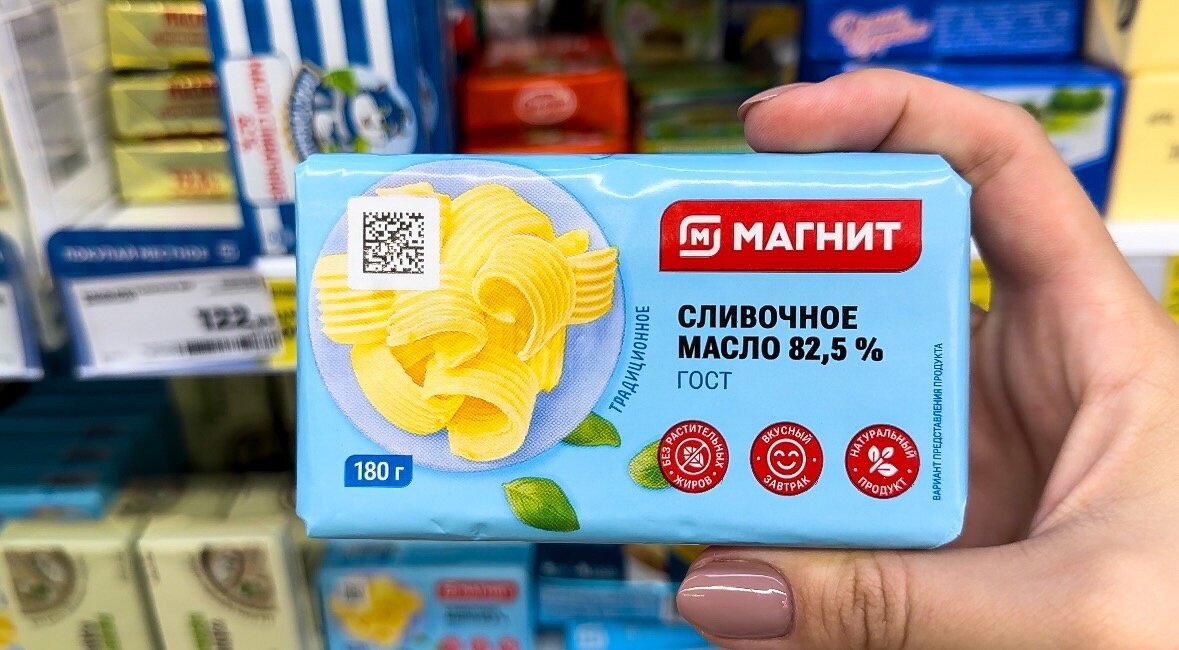 МАГНИТ
СЛИВОЧНОЕ
МАСЛО 82,5 %
ГОСТ
ТРАДИЦИОННОЕ
180 г
БЕЗ РАСТИТЕЛЬНЫХ
ЖИРОВ
ВКУСНЫЙ
ЗАВТРАК
НАТУРАЛЬНЫЙ
ПРОДУКТ
ВАРИАНТ ПРЕДСТАВЛЕНИЯ ПРОДУКТА
122
МАГНИТ